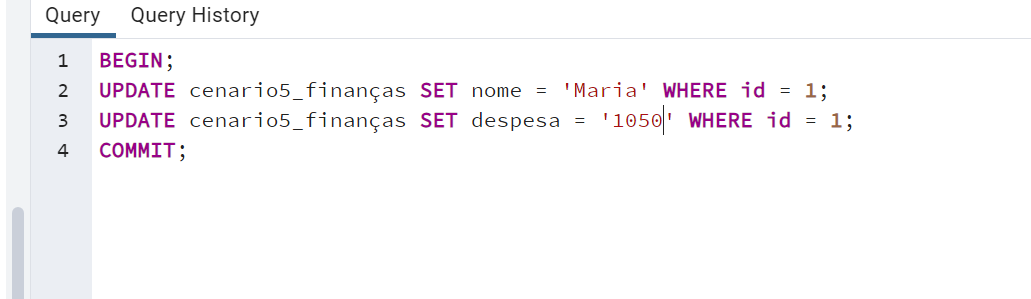 Query Query History
1 BEGIN;
2 UPDATE cenario5_finanças SET nome = 'Maria' WHERE id = 1;
3 UPDATE cenario5_finanças SET despesa = '1050' WHERE id = 1;
4 COMMIT;